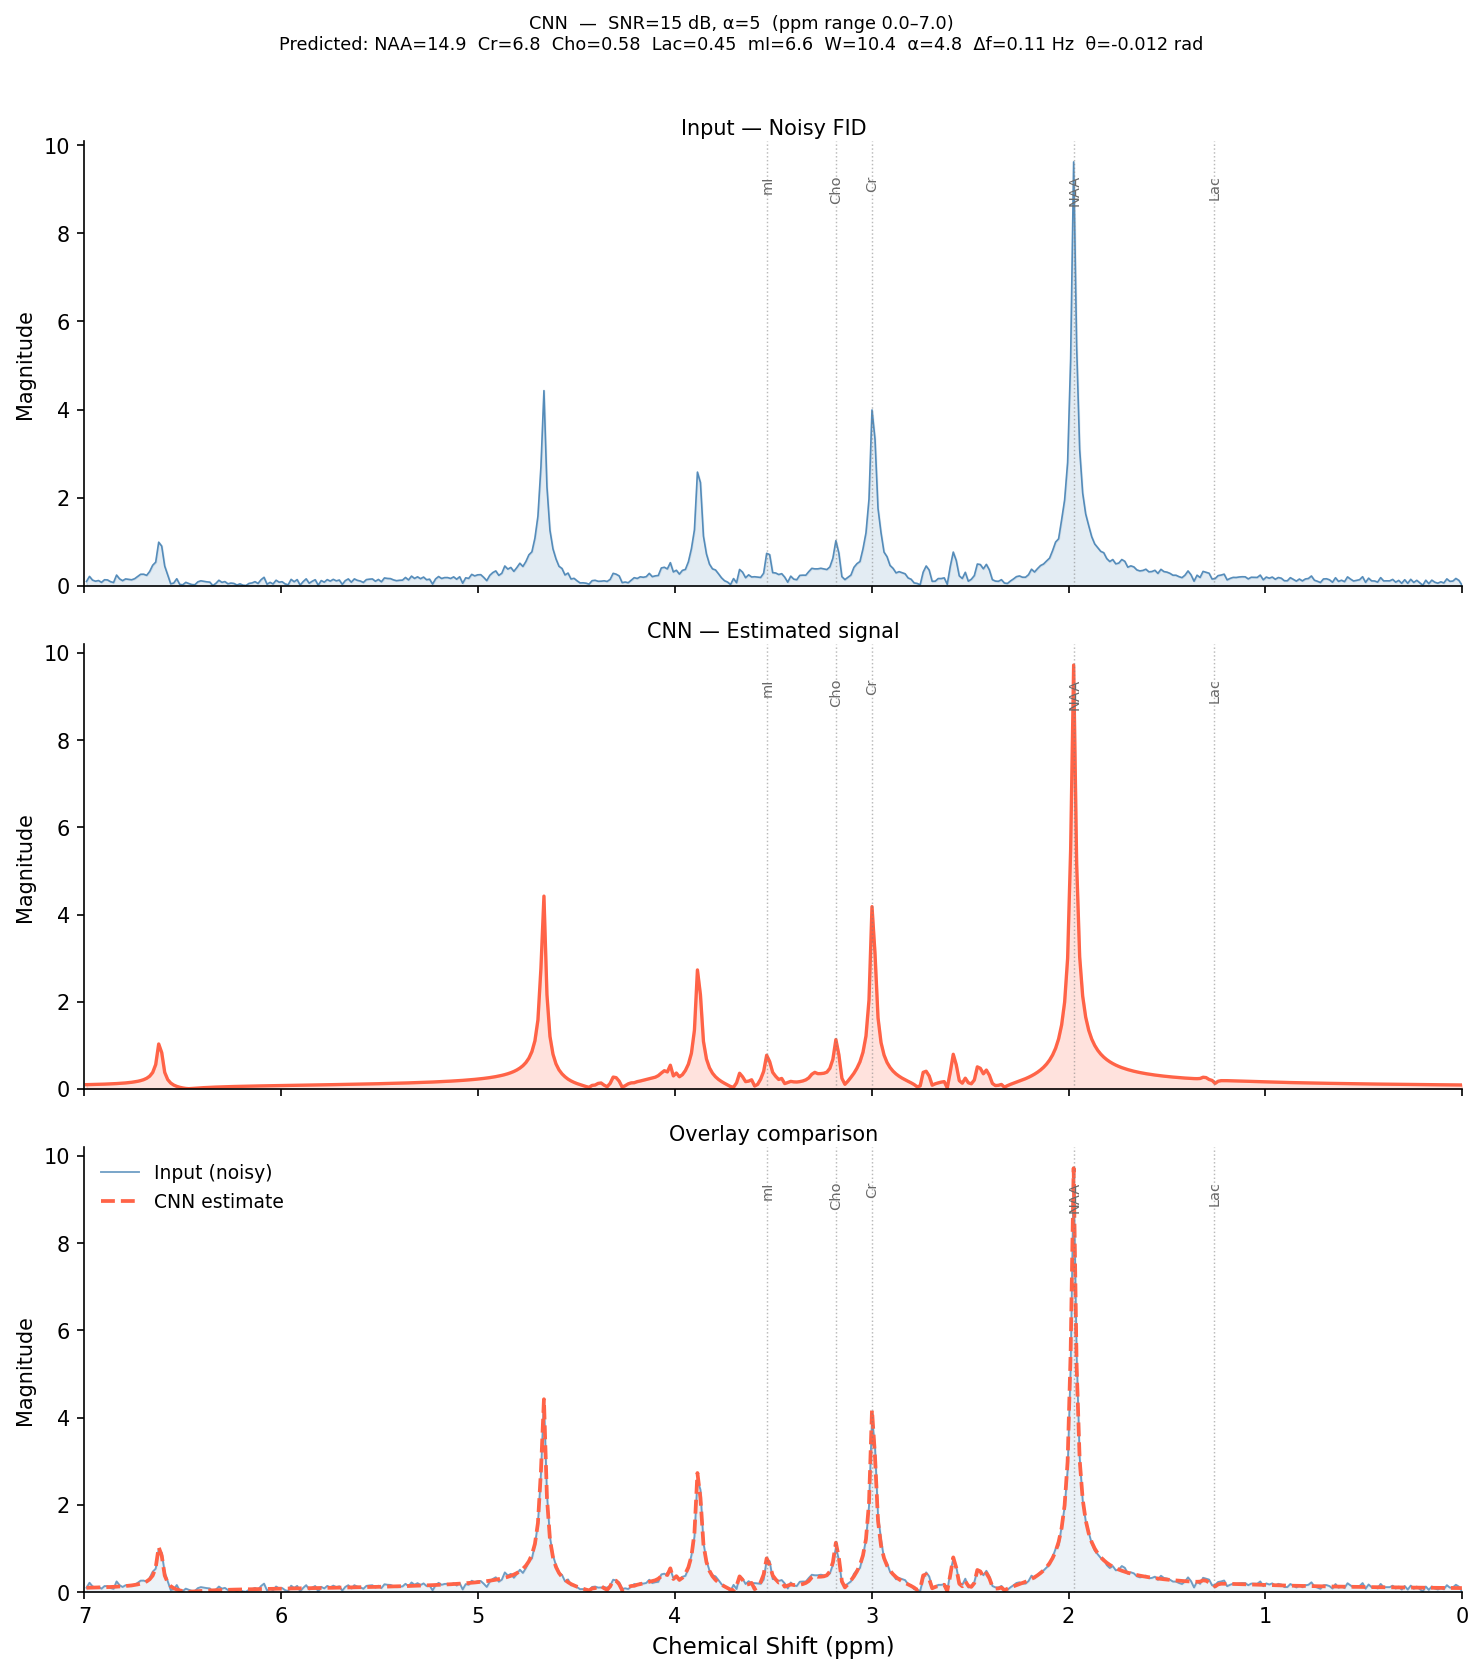 CNN — SNR=15 dB, α=5 (ppm range 0.0–7.0)
Predicted: NAA=14.9 Cr=6.8 Cho=0.58 Lac=0.45 mI=6.6 W=10.4 α=4.8 Δf=0.11 Hz θ=-0.012 rad
Input — Noisy FID
10
8
6
4
2
0
Magnitude
mI
Cho
Cr
NAA
Lac
CNN — Estimated signal
10
8
6
4
2
0
Magnitude
mI
Cho
Cr
NAA
Lac
Overlay comparison
10
8
6
4
2
0
Magnitude
Input (noisy)
CNN estimate
mI
Cho
Cr
NAA
Lac
7 6 5 4 3 2 1 0
Chemical Shift (ppm)